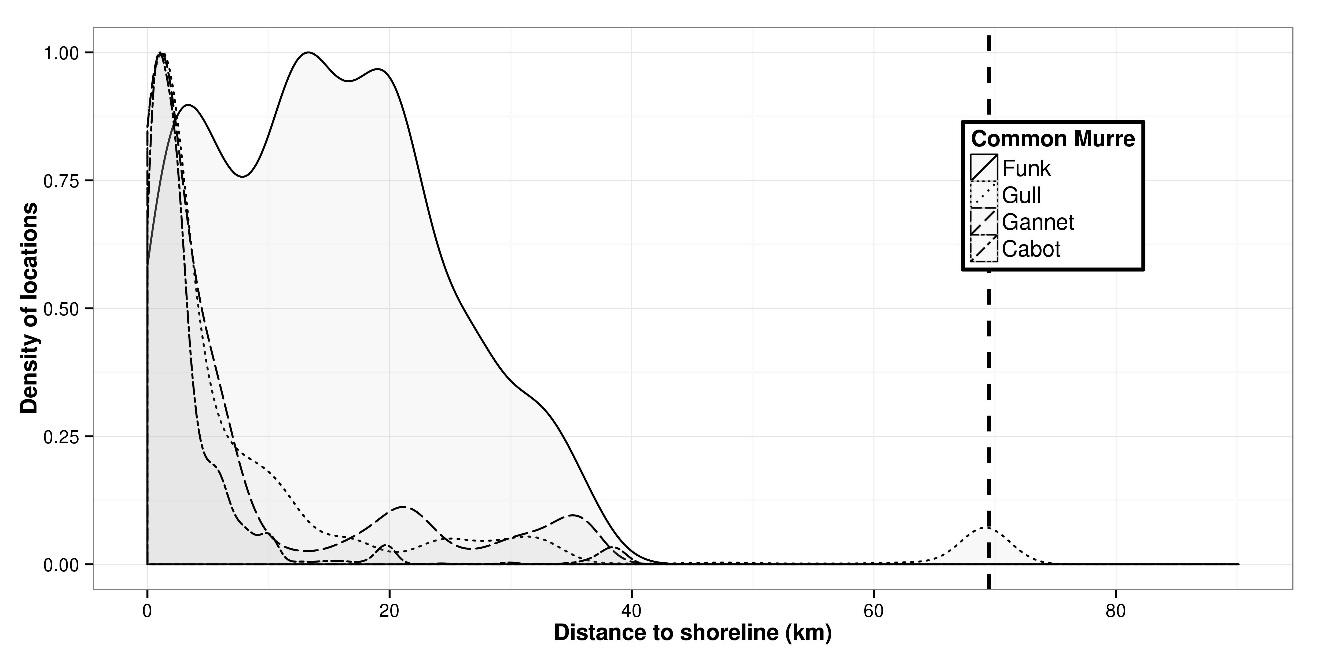 1.00
0.75
0.50
0.25
0.00
Density of locations
Common Murre
Funk
Gull
Gannet
Cabot
0
20
40
60
80
Distance to shoreline (km)